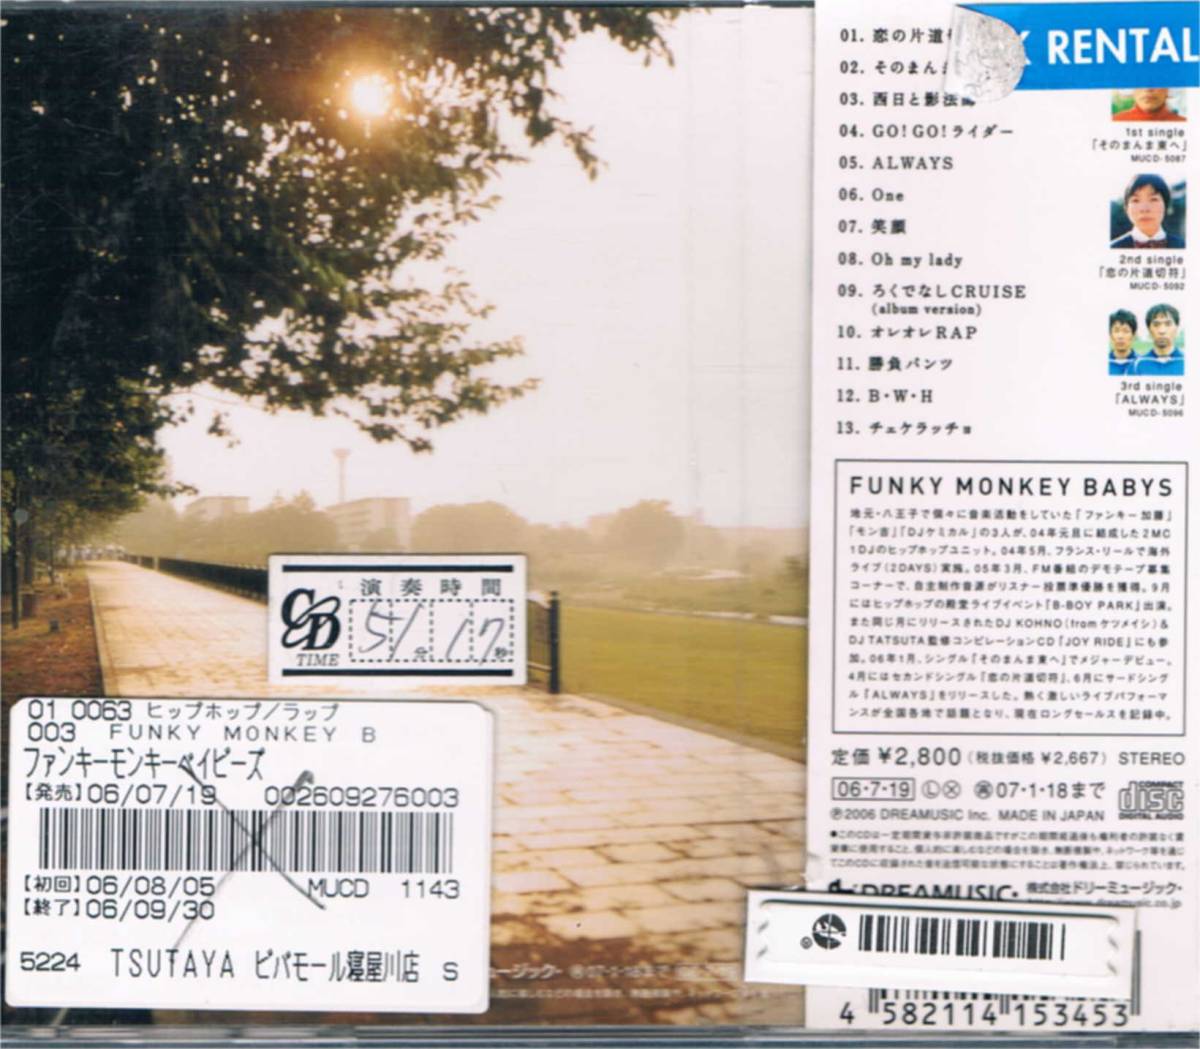 RENTAL
01. 恋の片道
02. そのまんま
03. 西日と影法師
04. GO!GO!ライダー
05. ALWAYS
06. One
07. 笑顔
08. Oh my lady
09. ろくでなしCRUISE
(album version)
10. オレオレRAP
11. 勝負パンツ
12. B・W・H
13. チェケラッチョ
1st single
「そのまんま東へ」
MUCD-5087
2nd single
「恋の片道切符」
MUCD-5092
3rd single
「ALWAYS」
MUCD-5096
FUNKY MONKEY BABYS
地元・八王子で個々に音楽活動をしていた「ファンキー加藤」
「モン吉」「DJケミカル」の3人が、04年元旦に結成した2MC
1DJのヒップホップユニット。04年5月、フランス・リールで海外
ライブ(2DAYS)実施。05年3月、FM番組のデモテープ募集
コーナーで、自主制作音源がリスナー投票準優勝を獲得。9月
にはヒップホップの殿堂ライブイベント「B-BOY PARK」出演。
また同じ月にリリースされたDJ KOHNO(fromケツメイシ)&
DJ TATSUTA監修コンピレーションCD「JOY RIDE」にも参
加。06年1月、シングル「そのまんま東へ」でメジャーデビュー。
4月にはセカンドシングル「恋の片道切符」、6月にサードシング
ル「ALWAYS」をリリースした。熱く激しいライブパフォーマ
ンスが全国各地で話題となり、現在ロングセールスを記録中。
定価 ¥2,800(税抜価格 ¥2,667) STEREO
06・7・19 Ⓛ 07・1・18まで
COMPACT
disc
DIGITAL AUDIO
℗2006 DREAMUSIC Inc. MADE IN JAPAN
DREAMUSIC・ 株式会社ドリーミュージック・
4 582114 153453
演奏時間
CD
TIME
51分17秒
01 0063 ヒップホップ/ラップ
003 FUNKY MONKEY B
ファンキーモンキーベイビーズ
【発売】06/07/19 002609276003
【初回】06/08/05 MUCD 1143
【終了】06/09/30
5224 TSUTAYA ビバモール寝屋川店 S